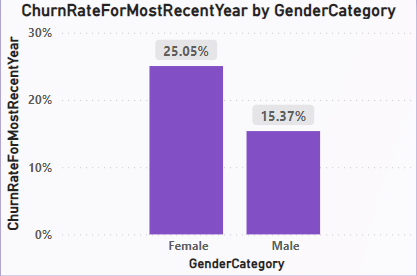 ChurnRateForMostRecentYear by GenderCategory
ChurnRateForMostRecentYear
30%
20%
10%
0%
25.05%
15.37%
Female
Male
GenderCategory